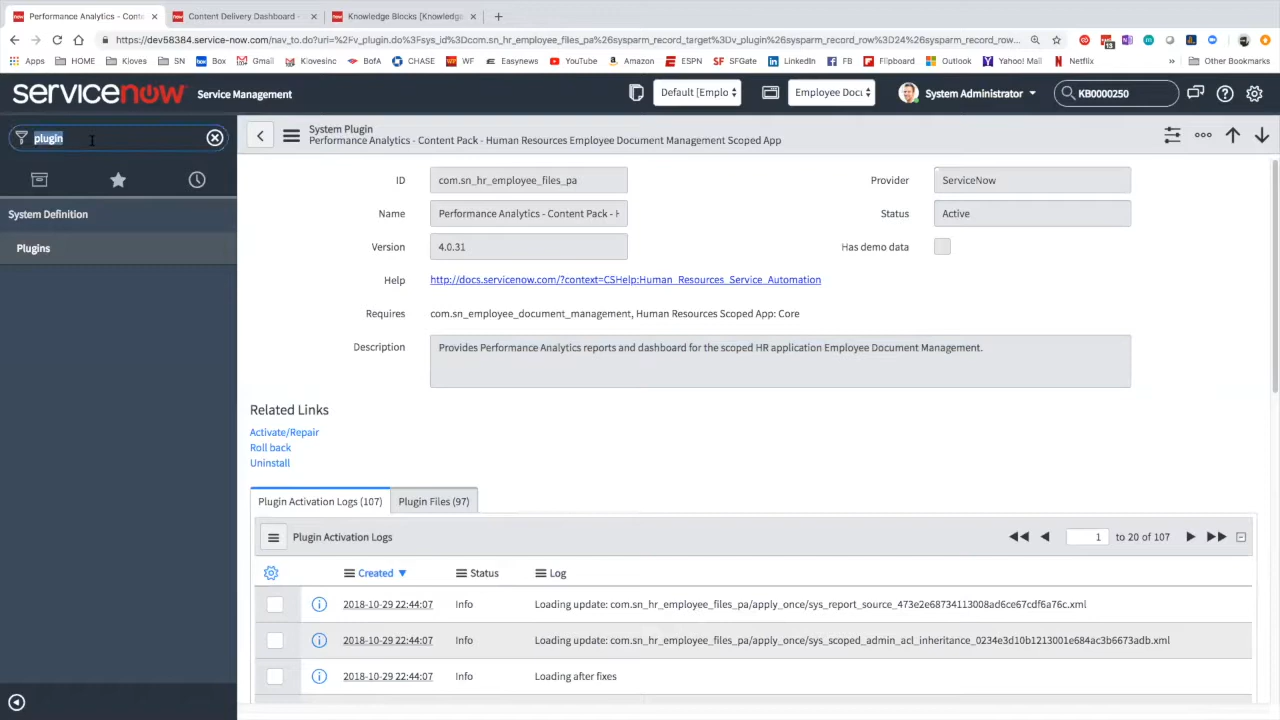 Performance Analytics - Conte
Content Delivery Dashboard -
Knowledge Blocks [Knowledge
https://dev58384.service-now.com/nav_to.do?uri=%2Fv_plugin.do%3Fsys_id%3Dcom.sn_hr_employee_files_pa%26sysparm_record_target%3Dv_plugin%26sysparm_record_row%3D24%26sysparm_record_row...
13
Apps
HOME
Kloves
SN
Box
Gmail
Klovesinc
BofA
CHASE
WF
Easynews
YouTube
Amazon
ESPN
SFGate
LinkedIn
FB
Flipboard
Outlook
Yahoo! Mail
Netflix
»
Other Bookmarks
servicenow
Service Management
Default [Emplo
Employee Docu
System Administrator
KB0000250
plugin
System Definition
Plugins
System Plugin
Performance Analytics - Content Pack - Human Resources Employee Document Management Scoped App
ID
com.sn_hr_employee_files_pa
Provider
ServiceNow
Name
Performance Analytics - Content Pack - H
Status
Active
Version
4.0.31
Has demo data
Help
http://docs.servicenow.com/?context=CSHelp:Human_Resources_Service_Automation
Requires
com.sn_employee_document_management, Human Resources Scoped App: Core
Description
Provides Performance Analytics reports and dashboard for the scoped HR application Employee Document Management.
Related Links
Activate/Repair
Roll back
Uninstall
Plugin Activation Logs (107)
Plugin Files (97)
Plugin Activation Logs
1 to 20 of 107
Created
Status
Log
2018-10-29 22:44:07
Info
Loading update: com.sn_hr_employee_files_pa/apply_once/sys_report_source_473e2e68734113008ad6ce67cdf6a76c.xml
2018-10-29 22:44:07
Info
Loading update: com.sn_hr_employee_files_pa/apply_once/sys_scoped_admin_acl_inheritance_0234e3d10b1213001e684ac3b6673adb.xml
2018-10-29 22:44:07
Info
Loading after fixes